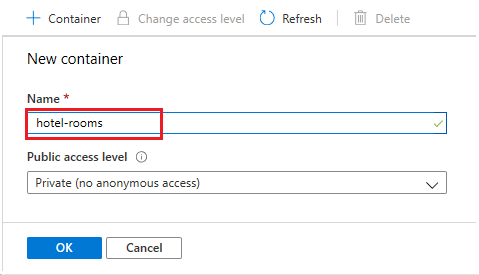 Container Change access level Refresh Delete
New container
Name *
hotel-rooms
Public access level
Private (no anonymous access)
OK Cancel